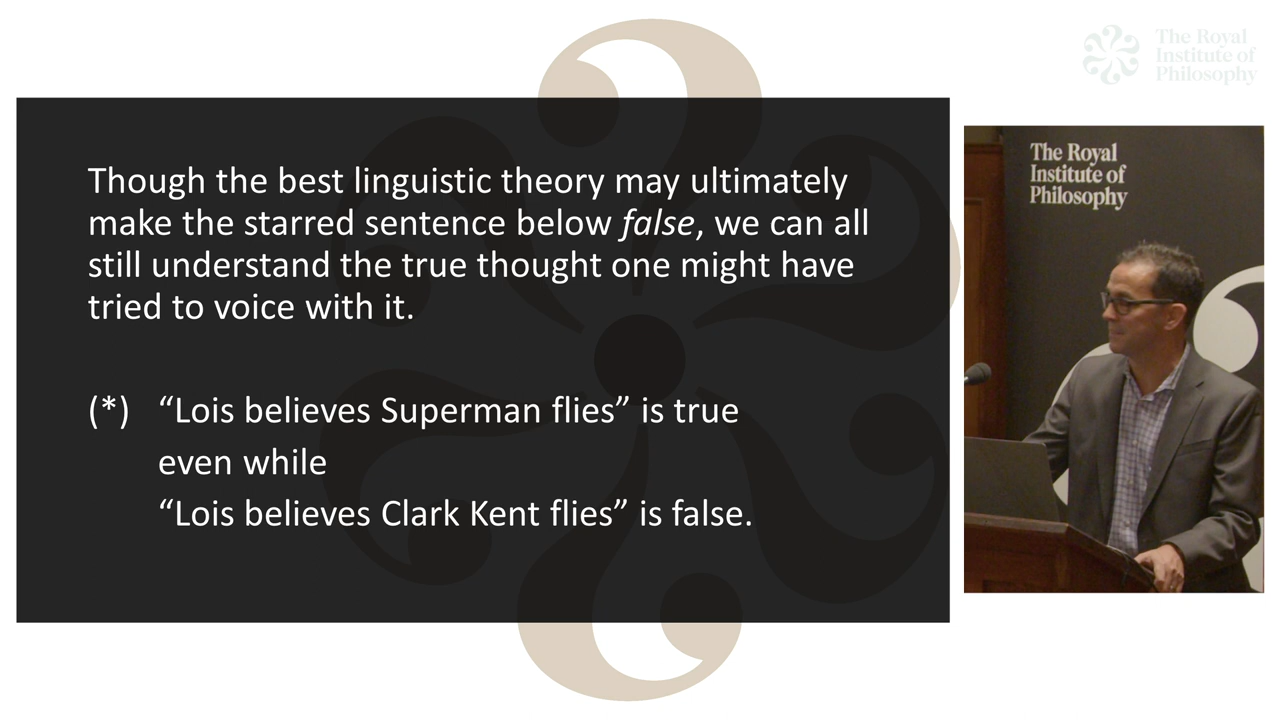 The Royal
Institute of
Philosophy
Though the best linguistic theory may ultimately
make the starred sentence below false, we can all
still understand the true thought one might have
tried to voice with it.
(*) “Lois believes Superman flies” is true
even while
“Lois believes Clark Kent flies” is false.
The Royal
Institute of
Philosophy